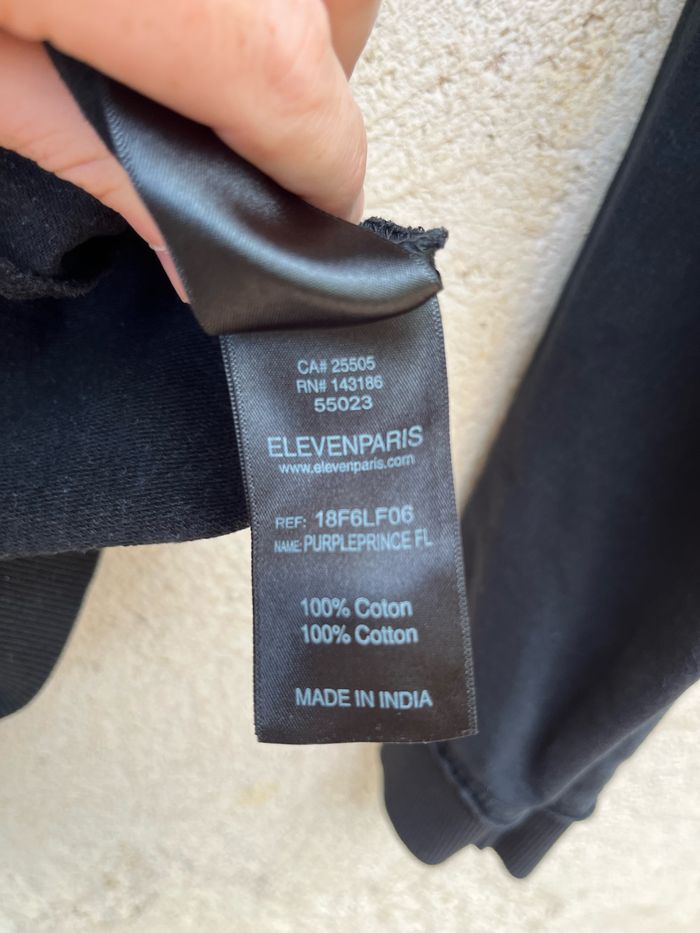 CA# 25505
RN# 143186
55023
ELEVENPARIS
www.elevenparis.com
REF: 18F6LF06
NAME: PURPLEPRINCE FL
100% Coton
100% Cotton
MADE IN INDIA